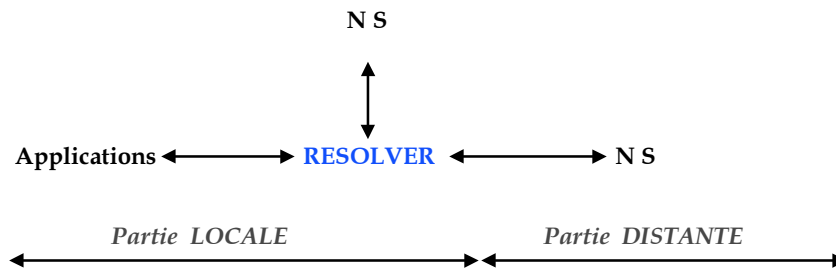 N S
Applications RESOLVER N S
Partie LOCALE Partie DISTANTE